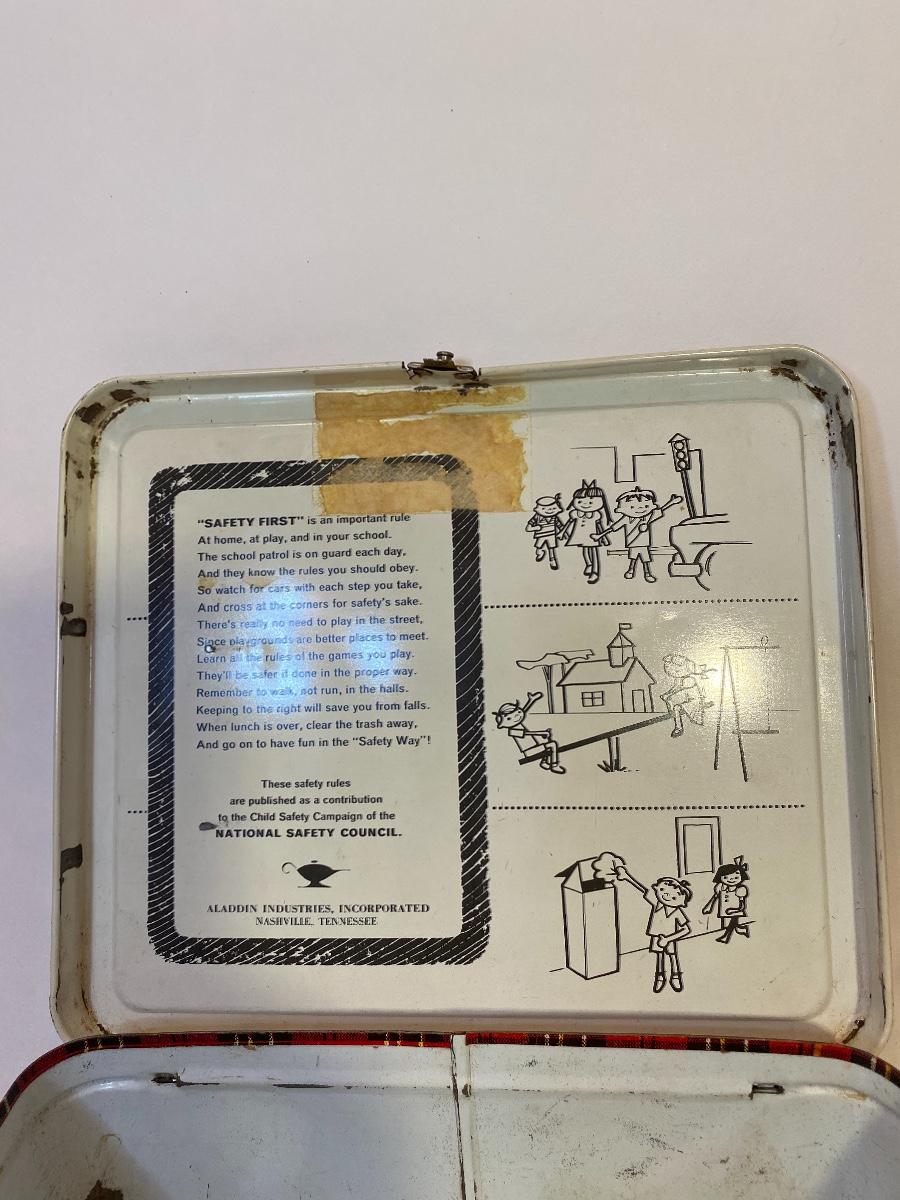 "SAFETY FIRST" is an important rule
At home, at play, and in your school.
The school patrol is on guard each day,
And they know the rules you should obey.
So watch for cars with each step you take,
And cross at the corners for safety's sake.
There's really no need to play in the street,
Since playgrounds are better places to meet.
Learn all the rules of the games you play.
They'll be safer if done in the proper way.
Remember to walk, not run, in the halls.
Keeping to the right will save you from falls.
When lunch is over, clear the trash away,
And go on to have fun in the "Safety Way"!
These safety rules
are published as a contribution
to the Child Safety Campaign of the
NATIONAL SAFETY COUNCIL.
ALADDIN INDUSTRIES, INCORPORATED
NASHVILLE, TENNESSEE